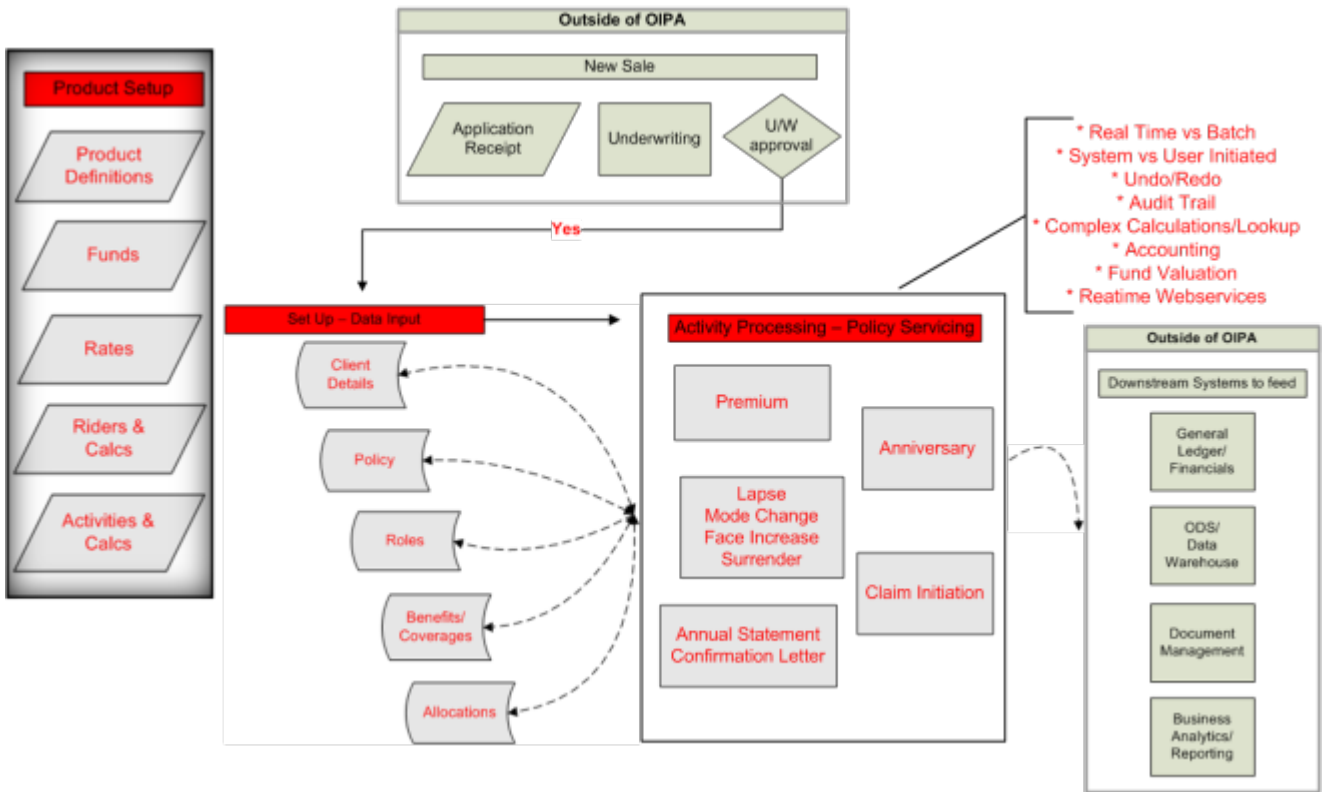 Outside of OIPA
New Sale
Application
Receipt
Underwriting
U/W
approval
Yes
Product Setup
Product
Definitions
Funds
Rates
Riders &
Calcs
Activities &
Calcs
* Real Time vs Batch
* System vs User Initiated
* Undo/Redo
* Audit Trail
* Complex Calculations/Lookup
* Accounting
* Fund Valuation
* Reatime Webservices
Set Up – Data Input
Client
Details
Policy
Roles
Benefits/
Coverages
Allocations
Activity Processing – Policy Servicing
Premium
Anniversary
Lapse
Mode Change
Face Increase
Surrender
Claim Initiation
Annual Statement
Confirmation Letter
Outside of OIPA
Downstream Systems to feed
General
Ledger/
Financials
ODS/
Data
Warehouse
Document
Management
Business
Analytics/
Reporting